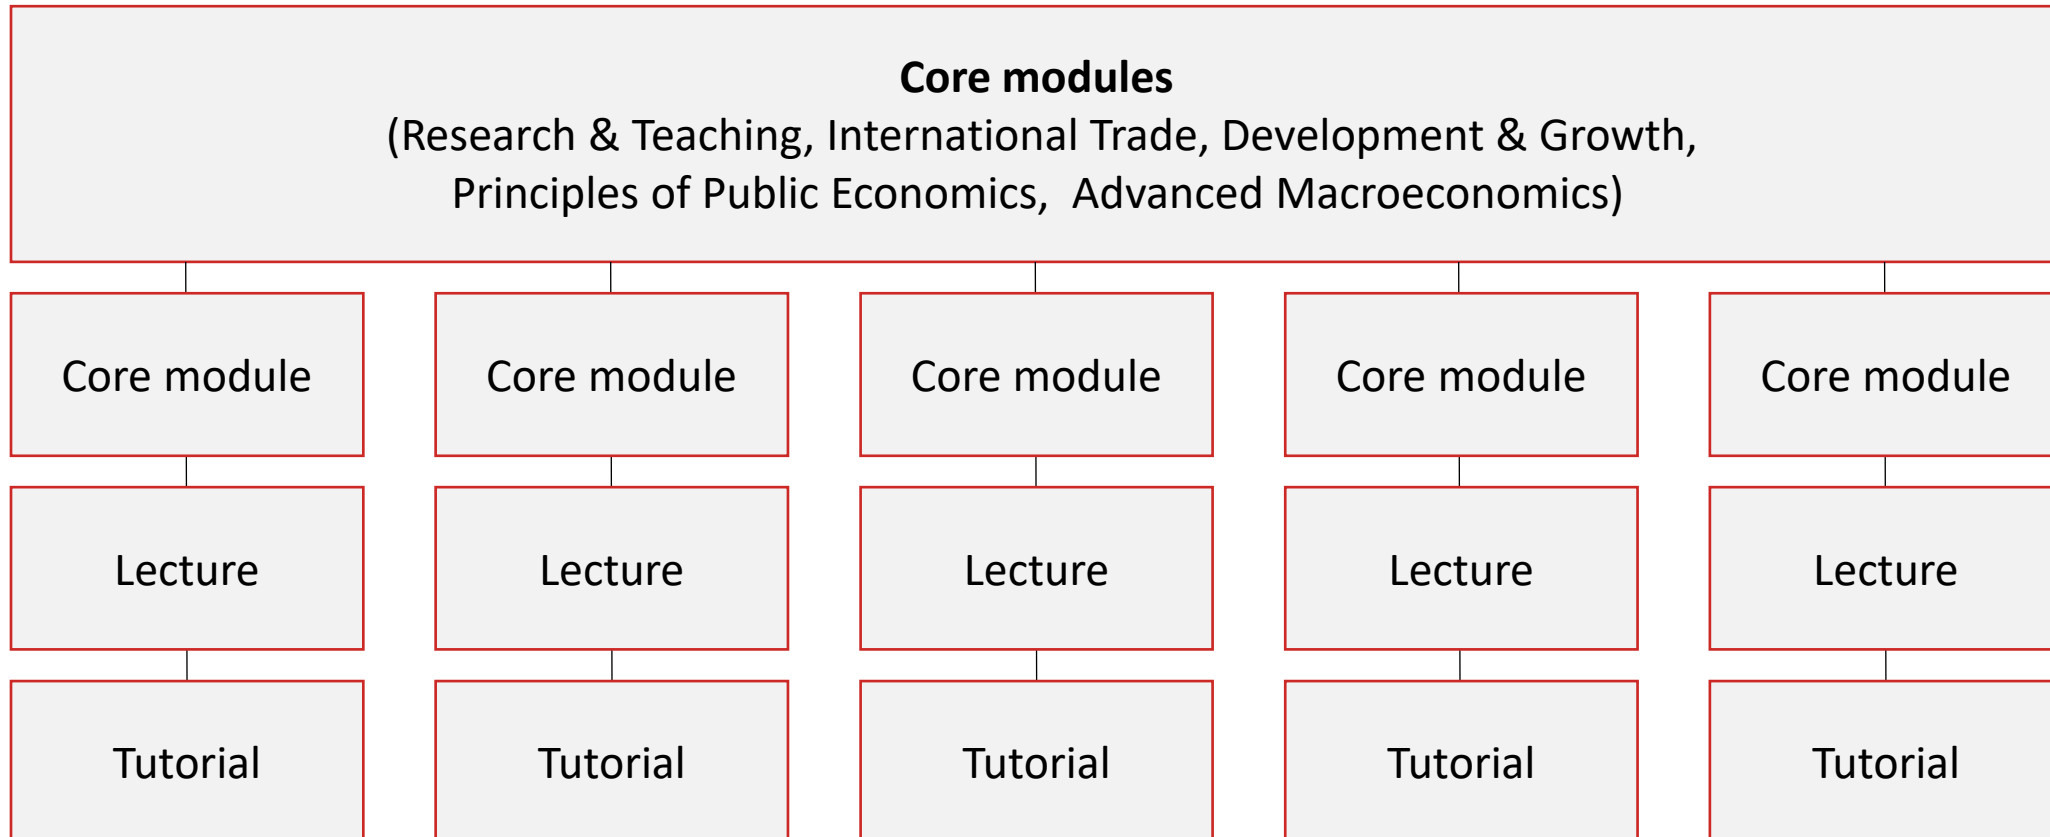 Core modules
(Research & Teaching, International Trade, Development & Growth,
Principles of Public Economics, Advanced Macroeconomics)
Core module
Core module
Core module
Core module
Core module
Lecture
Lecture
Lecture
Lecture
Lecture
Tutorial
Tutorial
Tutorial
Tutorial
Tutorial